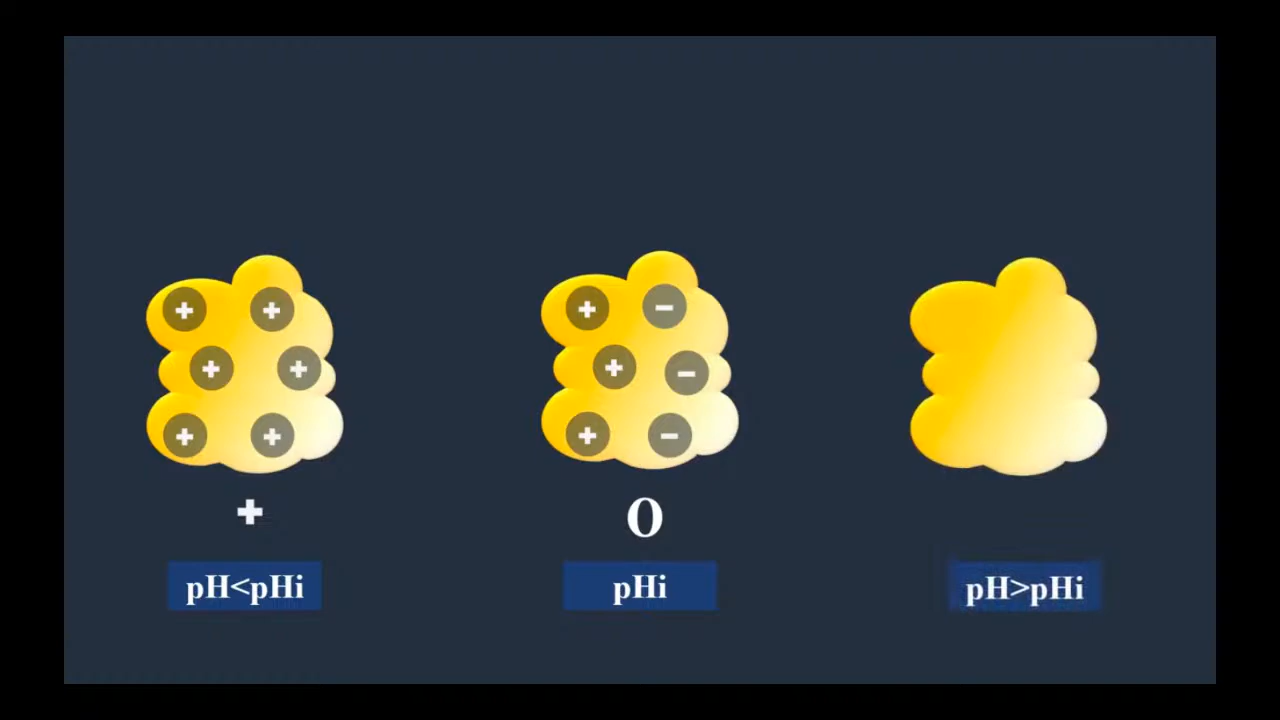 + +
+ +
+ +
+
pH<pHi
+ −
+ −
+ −
0
pHi
pH>pHi